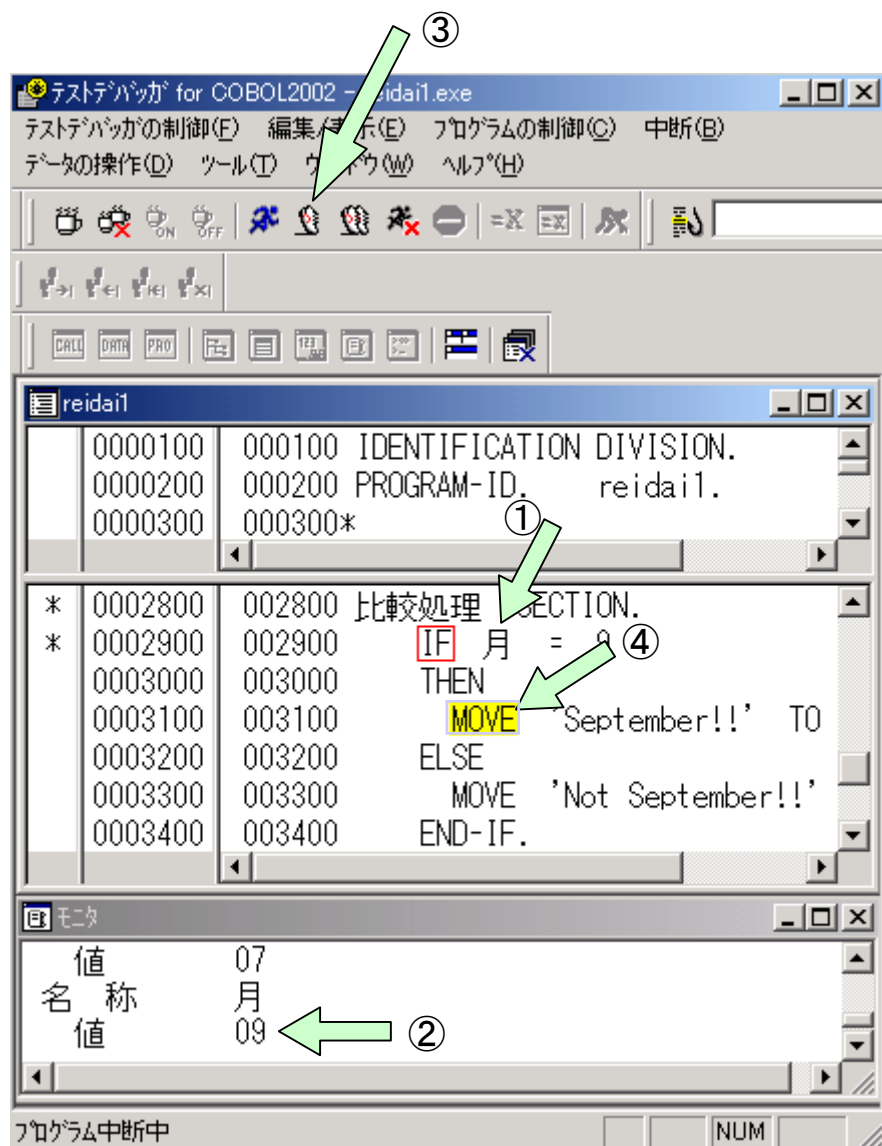 ③
テストデバッガ for COBOL2002 - reidai1.exe
テストデバッガの制御(F) 編集/表示(E) プログラムの制御(C) 中断(B)
データの操作(D) ツール(T) ウィンドウ(W) ヘルプ(H)
ON OFF =X =X
CALL DATA PRO 123
reidai1
0000100 000100 IDENTIFICATION DIVISION.
0000200 000200 PROGRAM-ID. reidai1.
0000300 000300*
①
* 0002800 002800 比較処理 SECTION.
* 0002900 002900 IF 月 = 9
④
0003000 003000 THEN
0003100 003100 MOVE 'September!!' TO
0003200 003200 ELSE
0003300 003300 MOVE 'Not September!!'
0003400 003400 END-IF.
モニタ
値 07
名 称 月
値 09 ②
プログラム中断中 NUM